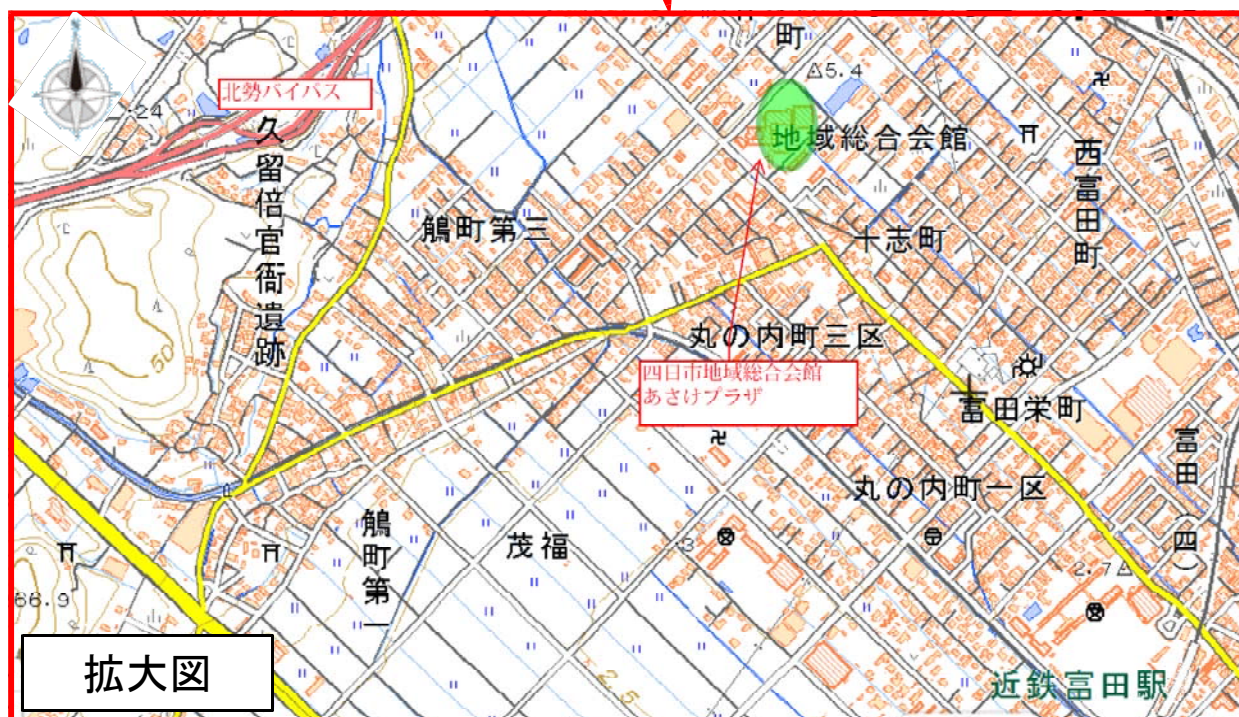 町
5.4
北勢バイパス
24
久留倍官衙遺跡
地域総合会館
西富田町
鵤町第三
十志町
丸の内町三区
四日市地域総合会館
あさけプラザ
50
富田栄町
富田(四)
丸の内町一区
鵤町第一
茂福
3
2.7
66.9
2.5
拡大図
近鉄富田駅